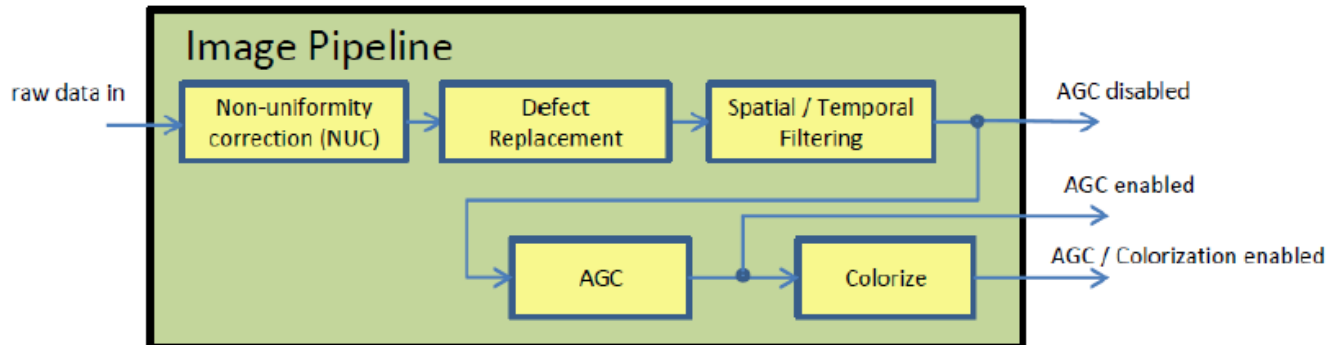 Image Pipeline
raw data in
Non-uniformity
correction (NUC)
Defect
Replacement
Spatial / Temporal
Filtering
AGC disabled
AGC enabled
AGC
Colorize
AGC / Colorization enabled